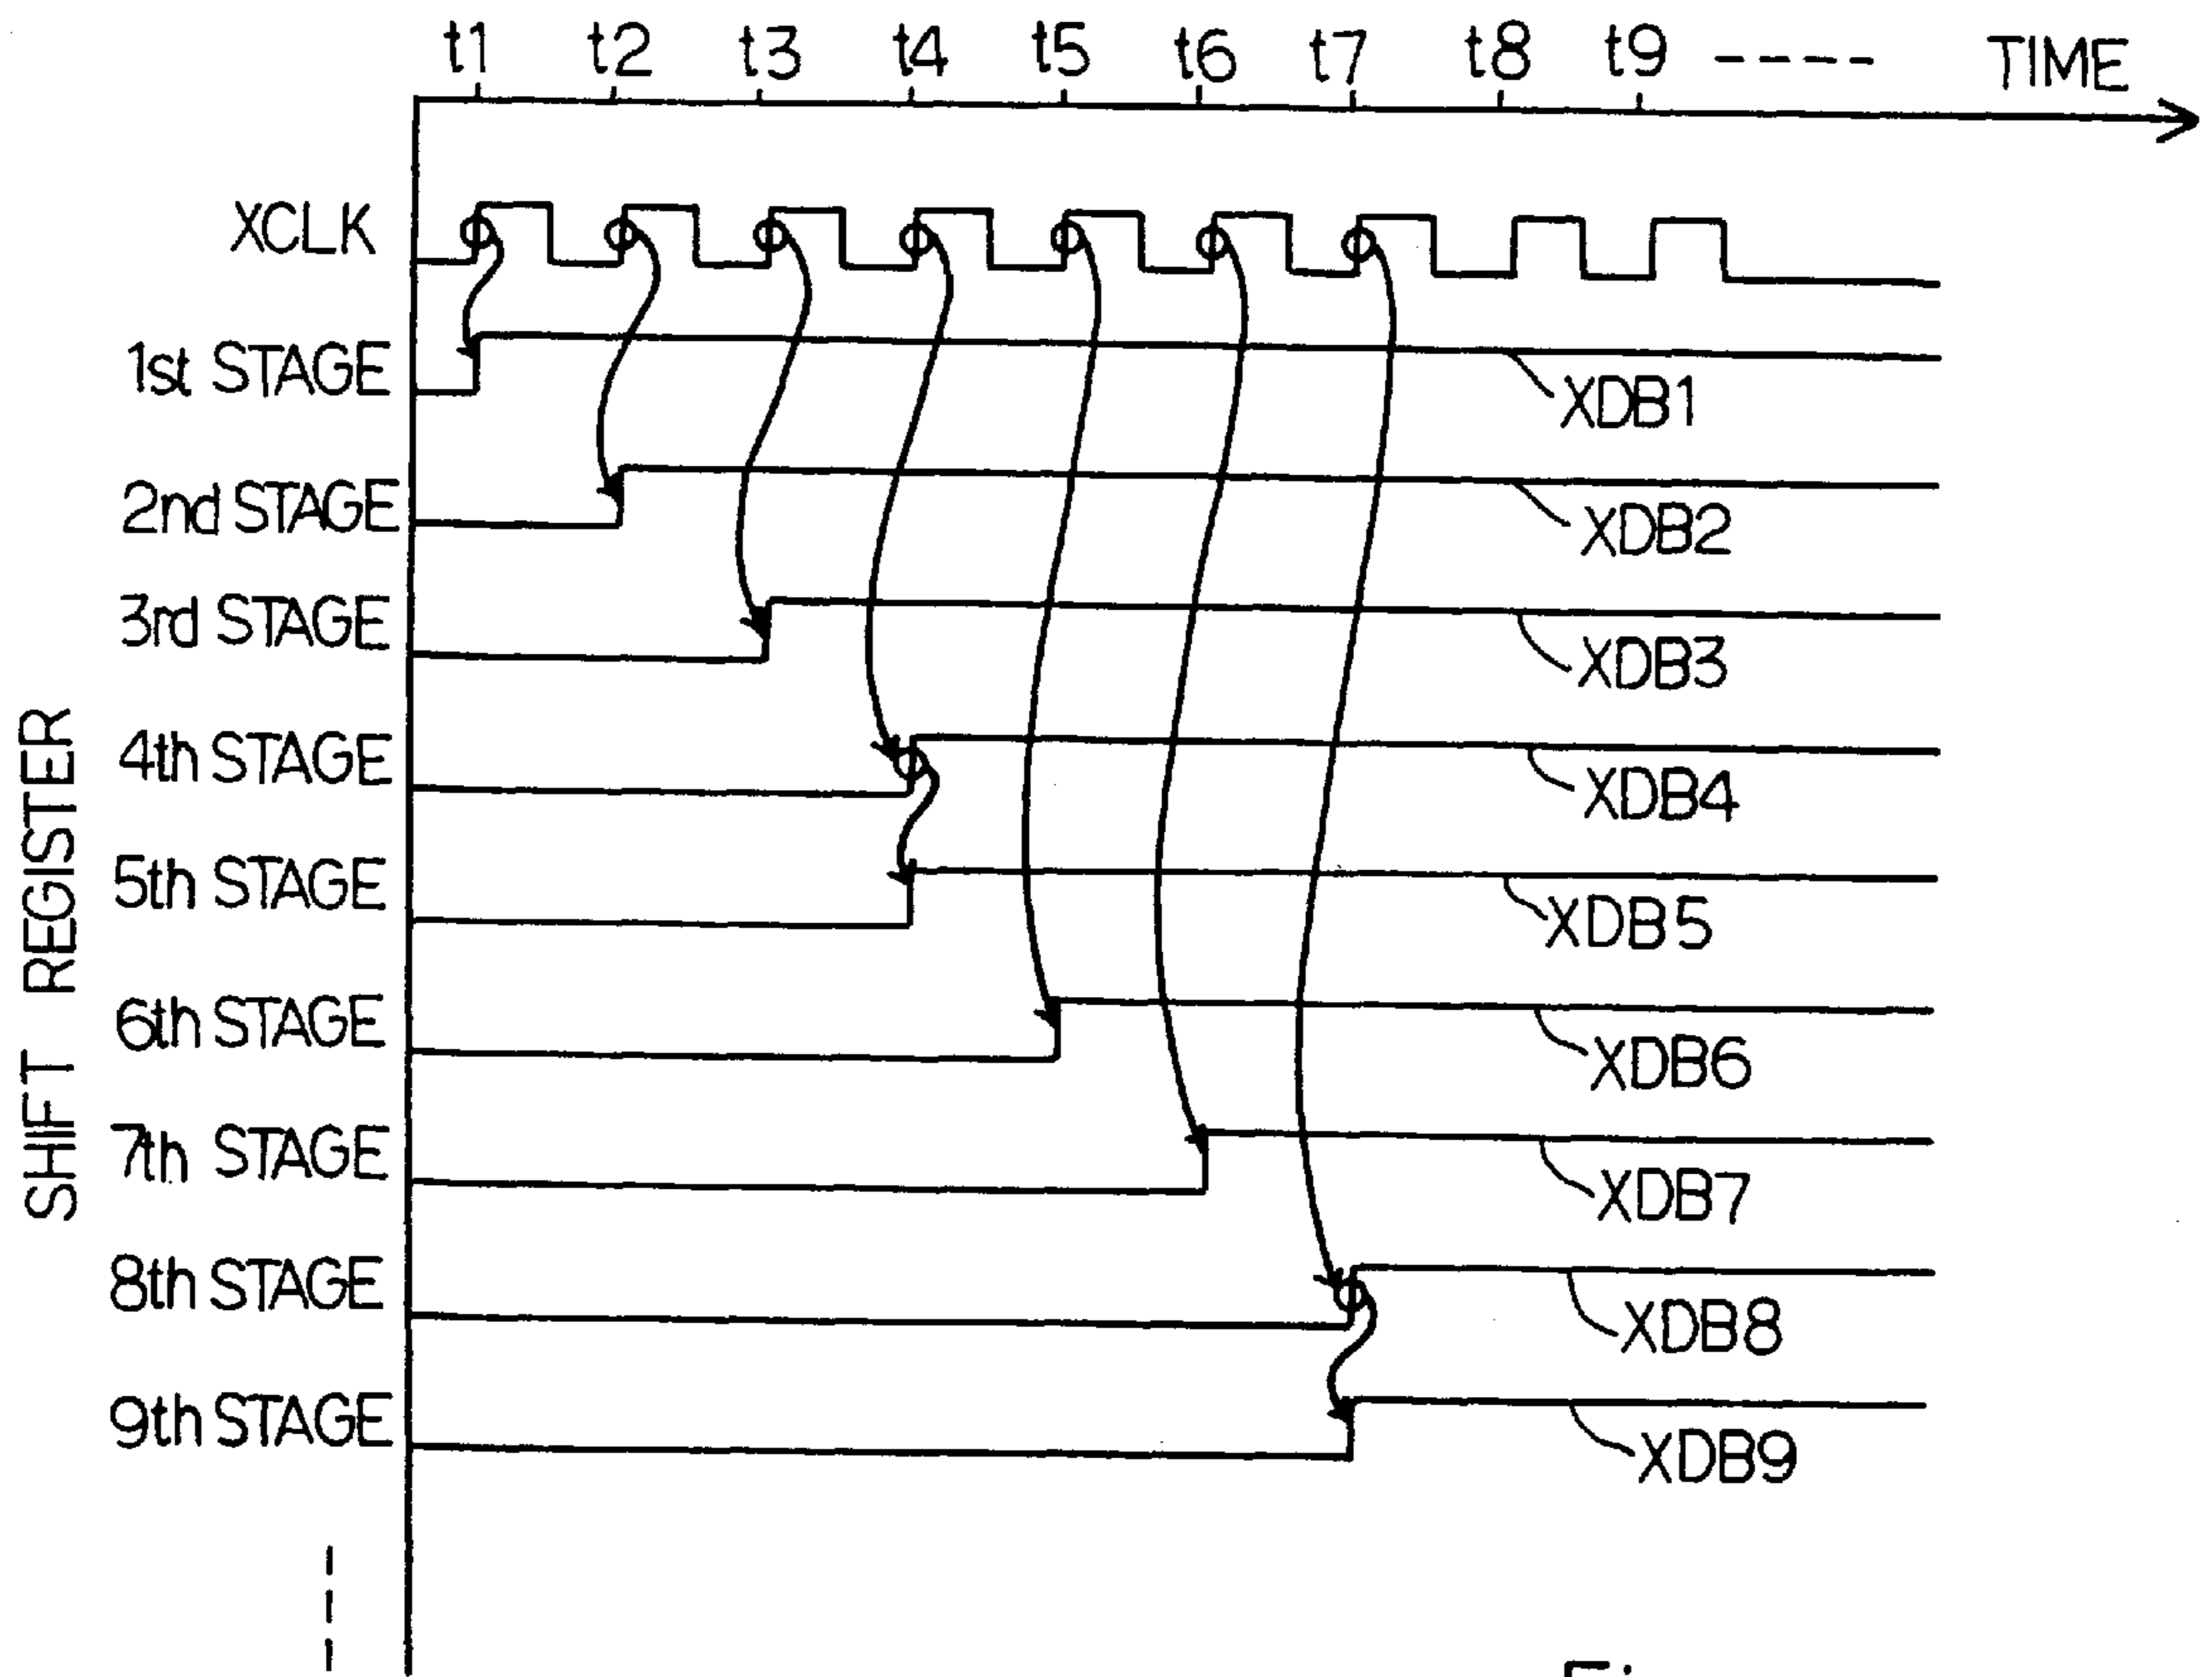 t1 t2 t3 t4 t5 t6 t7 t8 t9 ---- TIME
XCLK
1st STAGE
XDB1
2nd STAGE
XDB2
3rd STAGE
XDB3
4th STAGE
XDB4
5th STAGE
XDB5
6th STAGE
XDB6
7th STAGE
XDB7
8th STAGE
XDB8
9th STAGE
XDB9
SHIFT REGISTER